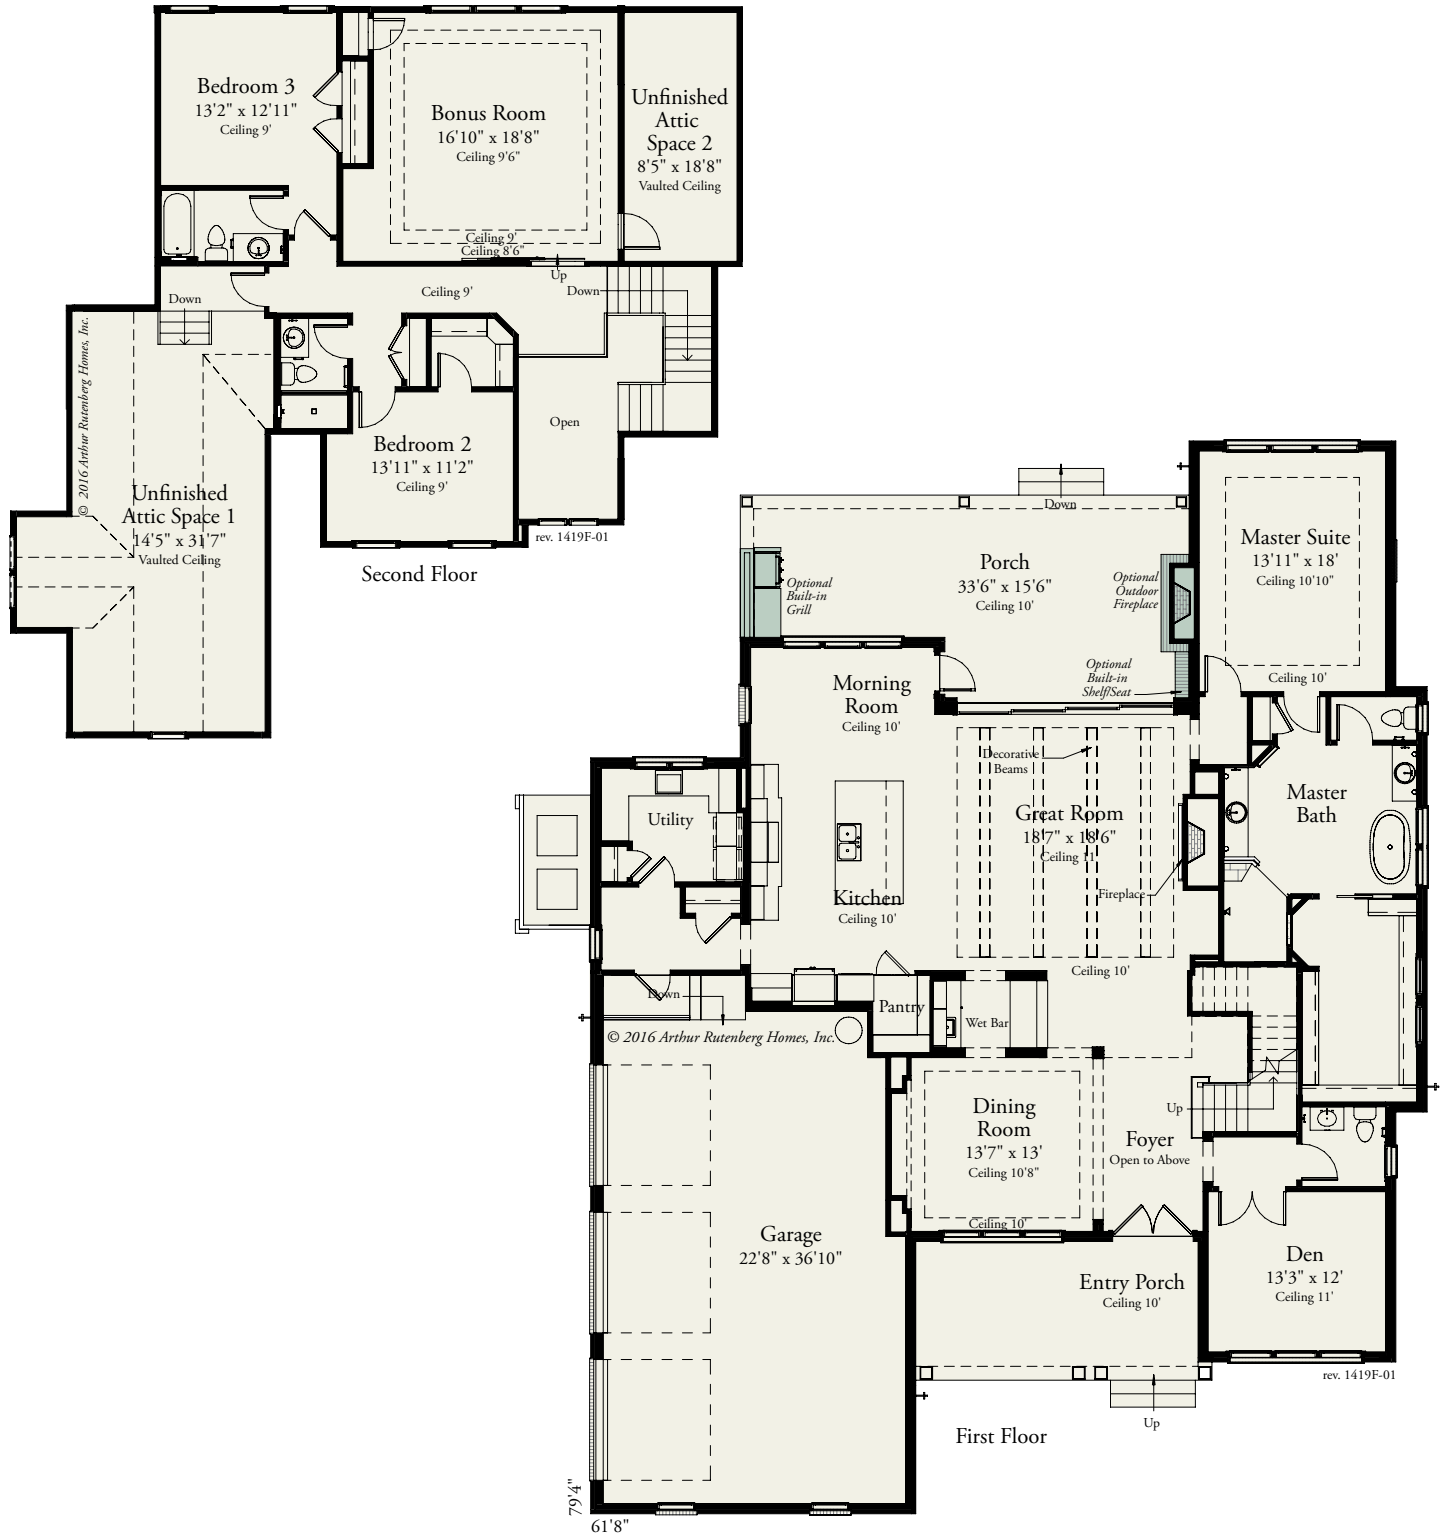 Bedroom 3
13'2" x 12'11"
Ceiling 9'
Bonus Room
16'10" x 18'8"
Ceiling 9'6"
Ceiling 9'
Ceiling 8'6"
Unfinished
Attic
Space 2
8'5" x 18'8"
Vaulted Ceiling
Up
Down
Ceiling 9'
Down
© 2016 Arthur Rutenberg Homes, Inc.
Unfinished
Attic Space 1
14'5" x 31'7"
Vaulted Ceiling
Bedroom 2
13'11" x 11'2"
Ceiling 9'
Open
rev. 1419F-01
Second Floor
Down
Porch
33'6" x 15'6"
Ceiling 10'
Optional
Built-in
Grill
Optional
Outdoor
Fireplace
Optional
Built-in
Shelf/Seat
Master Suite
13'11" x 18'
Ceiling 10'10"
Ceiling 10'
Morning
Room
Ceiling 10'
Decorative
Beams
Great Room
18'7" x 18'6"
Ceiling 11'
Fireplace
Ceiling 10'
Master
Bath
Utility
Kitchen
Ceiling 10'
Down
Pantry
Wet Bar
© 2016 Arthur Rutenberg Homes, Inc.
Dining
Room
13'7" x 13'
Ceiling 10'8"
Ceiling 10'
Up
Foyer
Open to Above
Garage
22'8" x 36'10"
Den
13'3" x 12'
Ceiling 11'
Entry Porch
Ceiling 10'
rev. 1419F-01
Up
First Floor
79'4"
61'8"